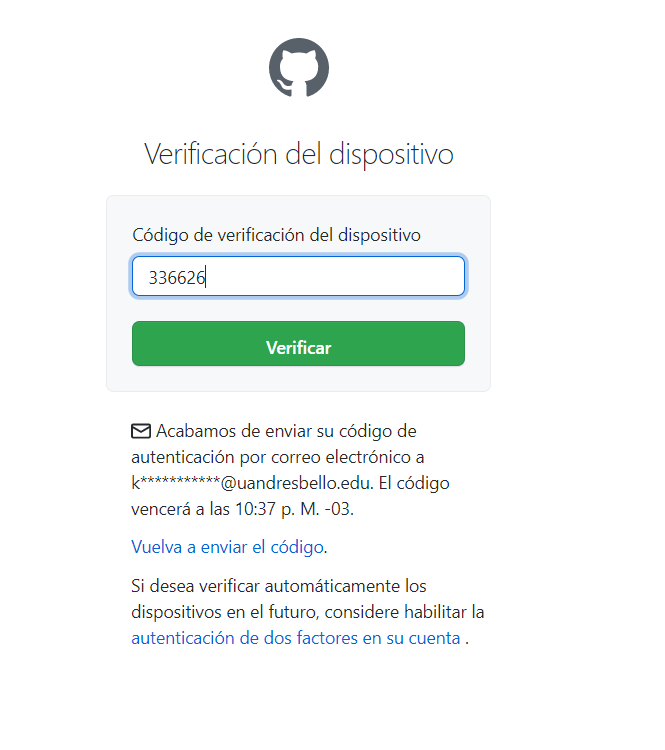 Verificación del dispositivo
Código de verificación del dispositivo
336626
Verificar
Acabamos de enviar su código de
autenticación por correo electrónico a
k***********@uandresbello.edu. El código
vencerá a las 10:37 p. M. -03.
Vuelva a enviar el código.
Si desea verificar automáticamente los
dispositivos en el futuro, considere habilitar la
autenticación de dos factores en su cuenta .